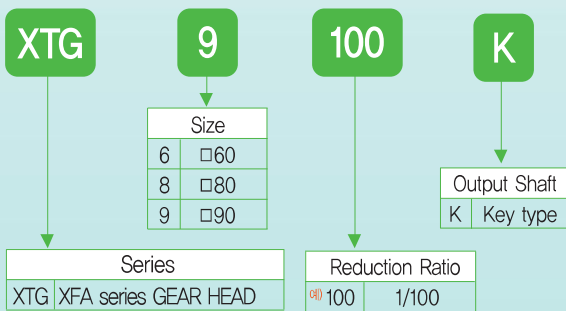 XTG 9 100 K
Size
6 □60
8 □80
9 □90
Output Shaft
K Key type
Series
XTG XFA series GEAR HEAD
Reduction Ratio
예) 100 1/100